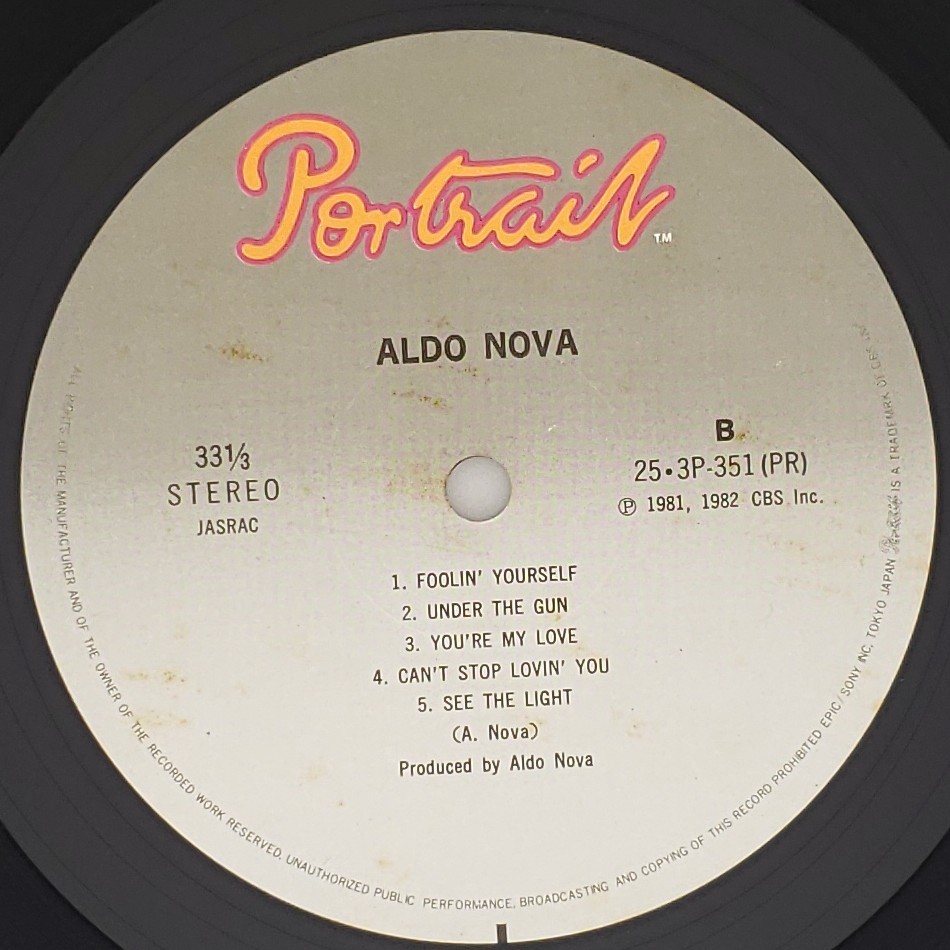 Portrait TM
ALDO NOVA
33⅓
STEREO
JASRAC
B
25•3P-351 (PR)
Ⓟ 1981, 1982 CBS Inc.
1. FOOLIN' YOURSELF
2. UNDER THE GUN
3. YOU'RE MY LOVE
4. CAN'T STOP LOVIN' YOU
5. SEE THE LIGHT
(A. Nova)
Produced by Aldo Nova
ALL RIGHTS OF THE MANUFACTURER AND OF THE OWNER OF THE RECORDED WORK RESERVED. UNAUTHORIZED PUBLIC PERFORMANCE, BROADCASTING AND COPYING OF THIS RECORD PROHIBITED EPIC/SONY INC. TOKYO JAPAN Portrait IS A TRADEMARK OF CBS